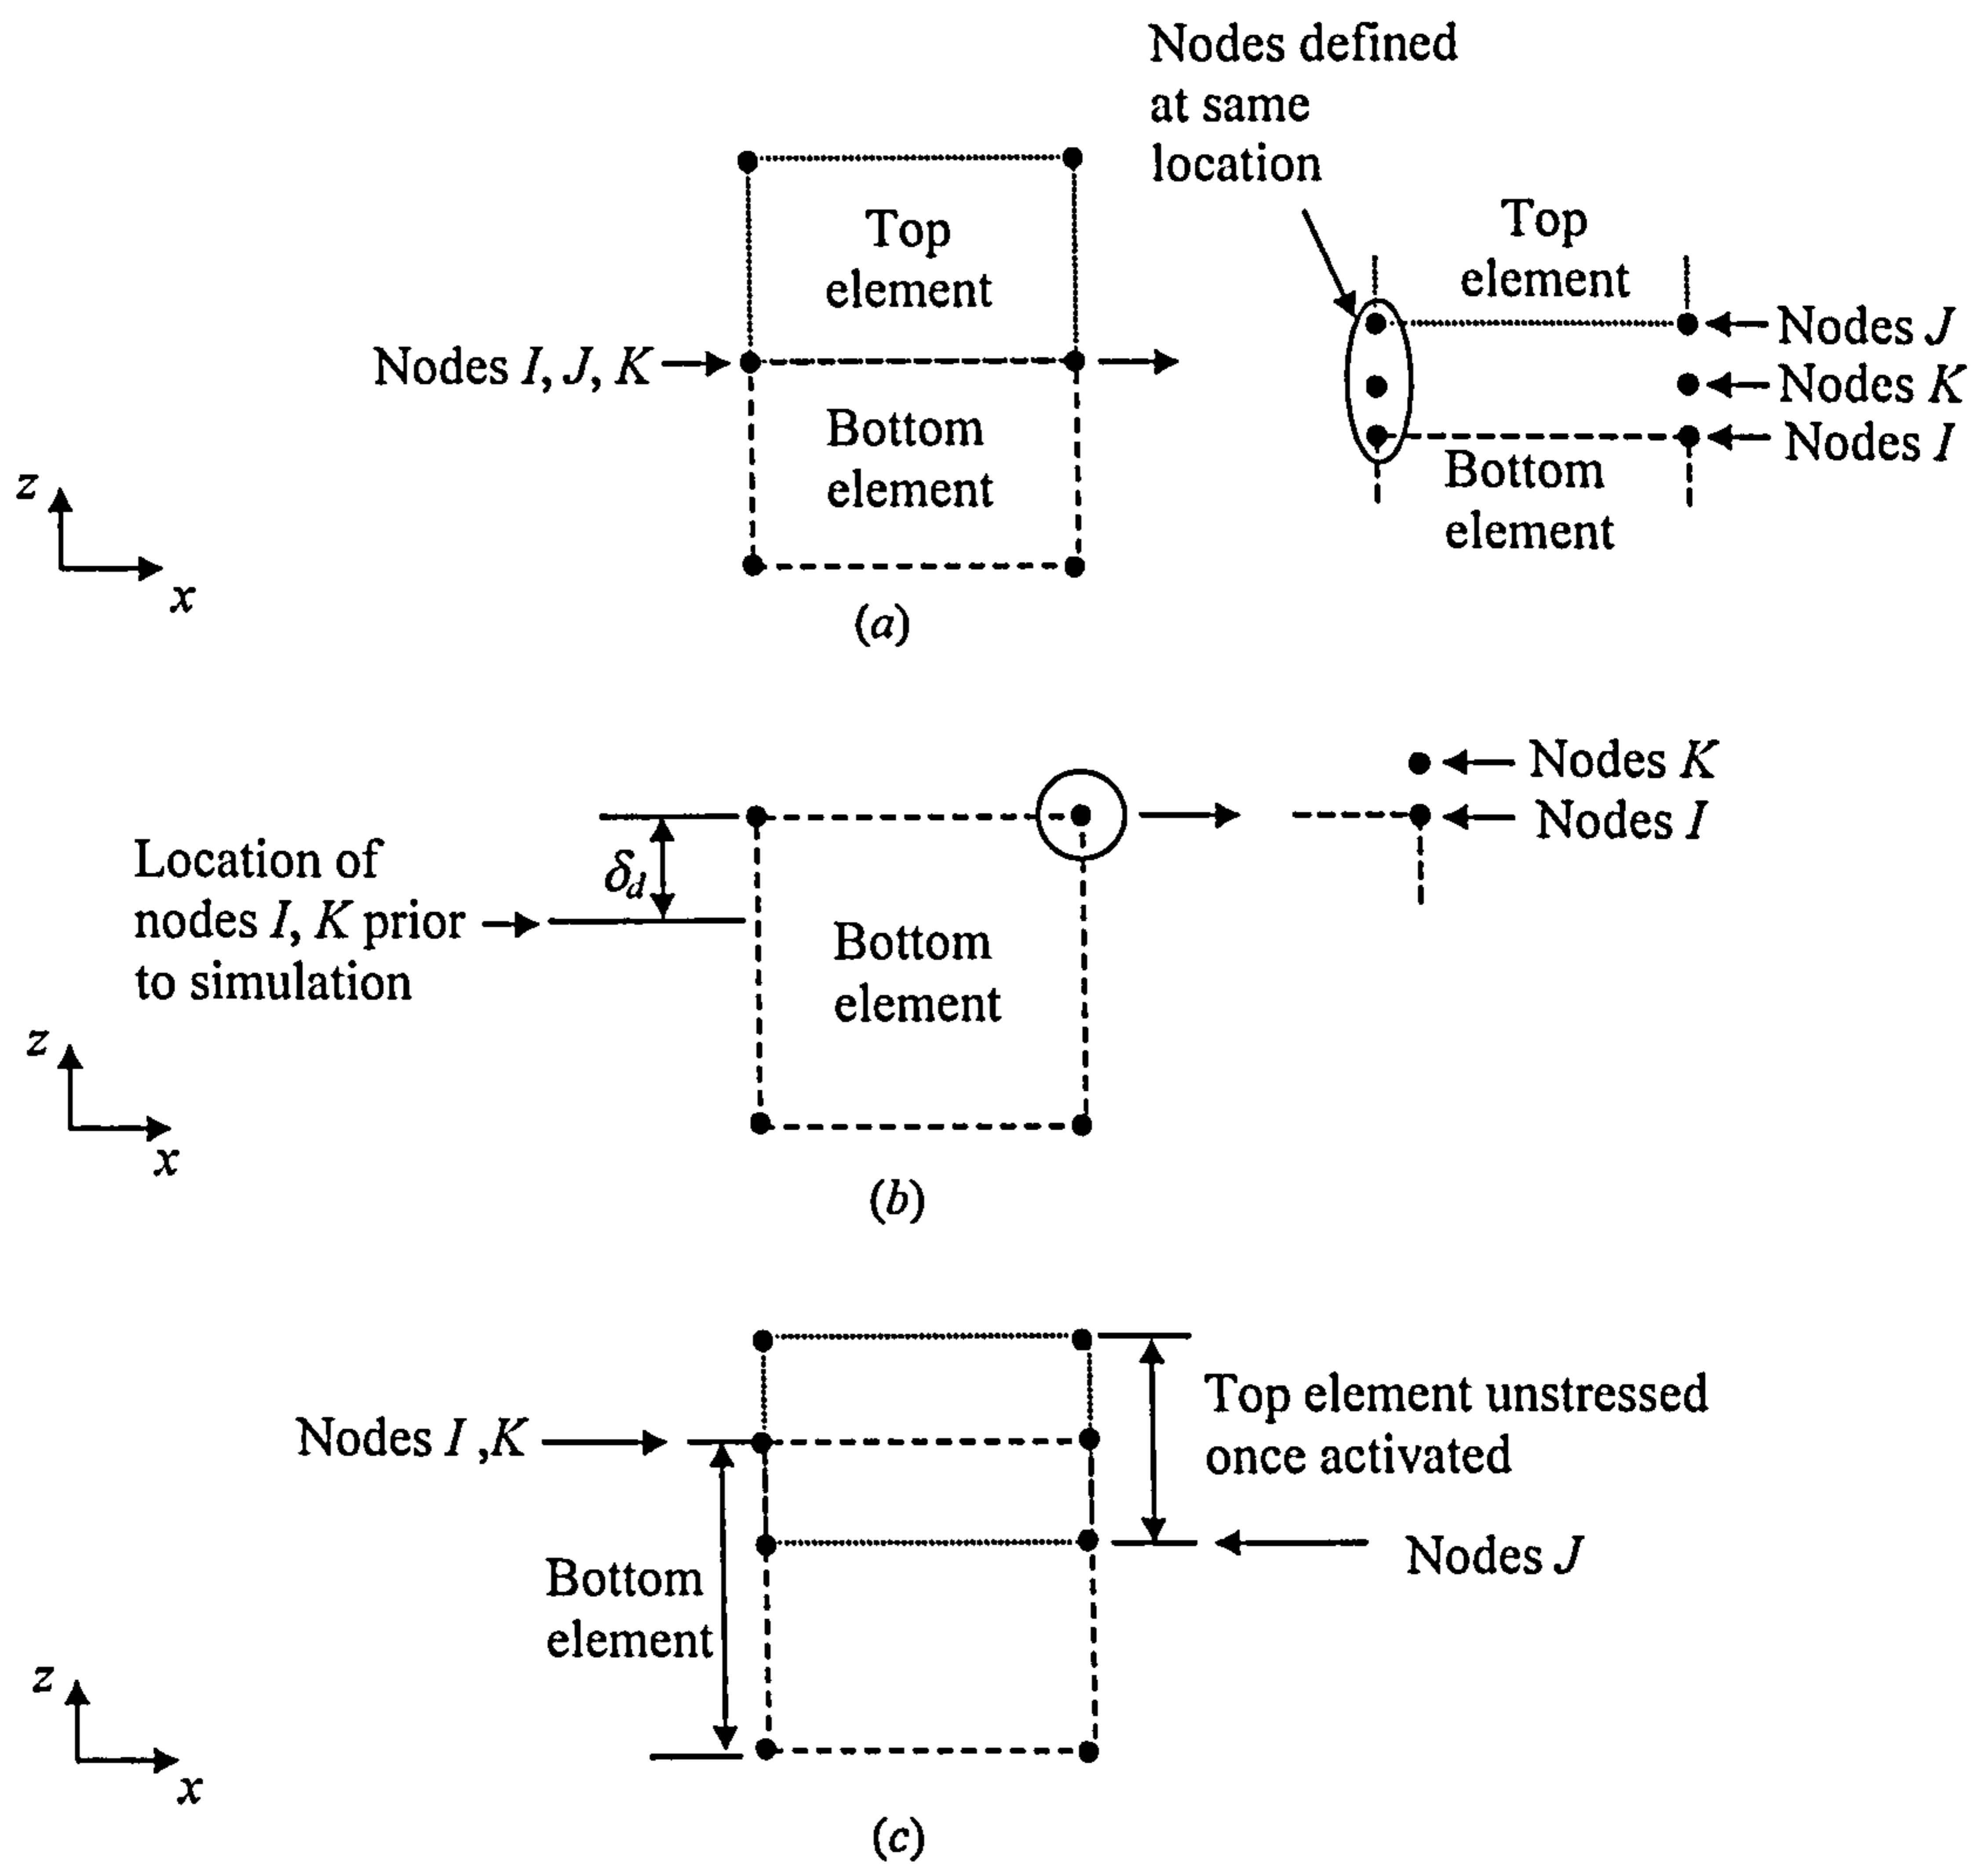 Nodes defined
at same
location
Top
element
Top
element
Nodes I, J, K
Nodes J
Nodes K
Nodes I
Bottom
element
Bottom
element
z
x
(a)
Nodes K
Nodes I
Location of
nodes I, K prior
to simulation
δd
Bottom
element
z
x
(b)
Top element unstressed
once activated
Nodes I ,K
Nodes J
Bottom
element
z
x
(c)